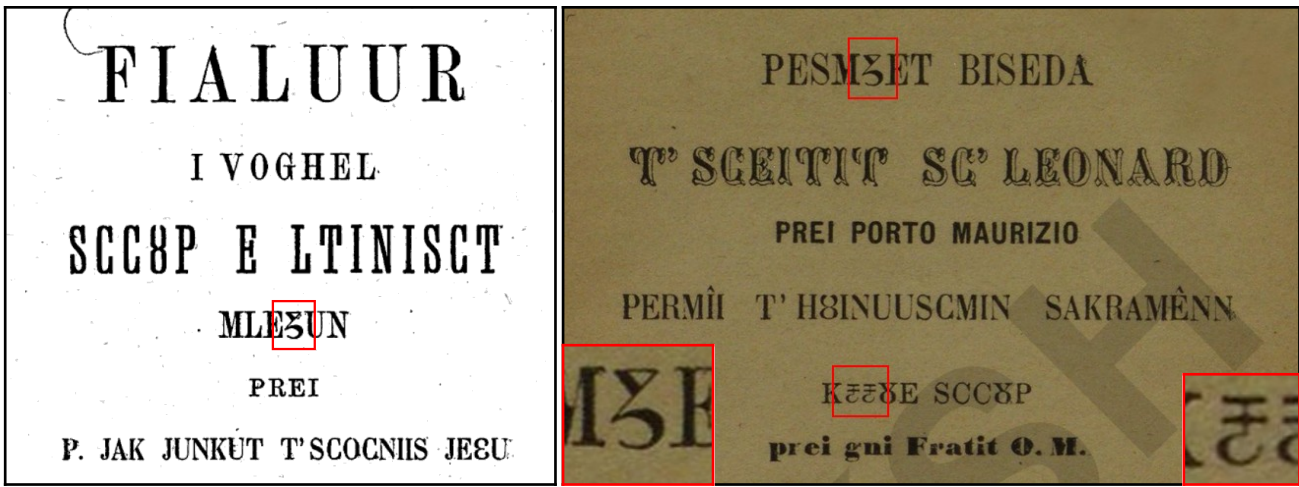 FIALUUR
I VOGHEL
SCCȢP E LTINISCT
MLEƷUN
PREI
P. JAK JUNKUT T' SCOCNIIS JEƐU
PESMƷET BISEDA
T' SCEITIT SC' LEONARD
PREI PORTO MAURIZIO
PERMÎI T' HȢINUUSCMIN SAKRAMÈNN
SCCȢP
prei gni Fratit O. M.
SH